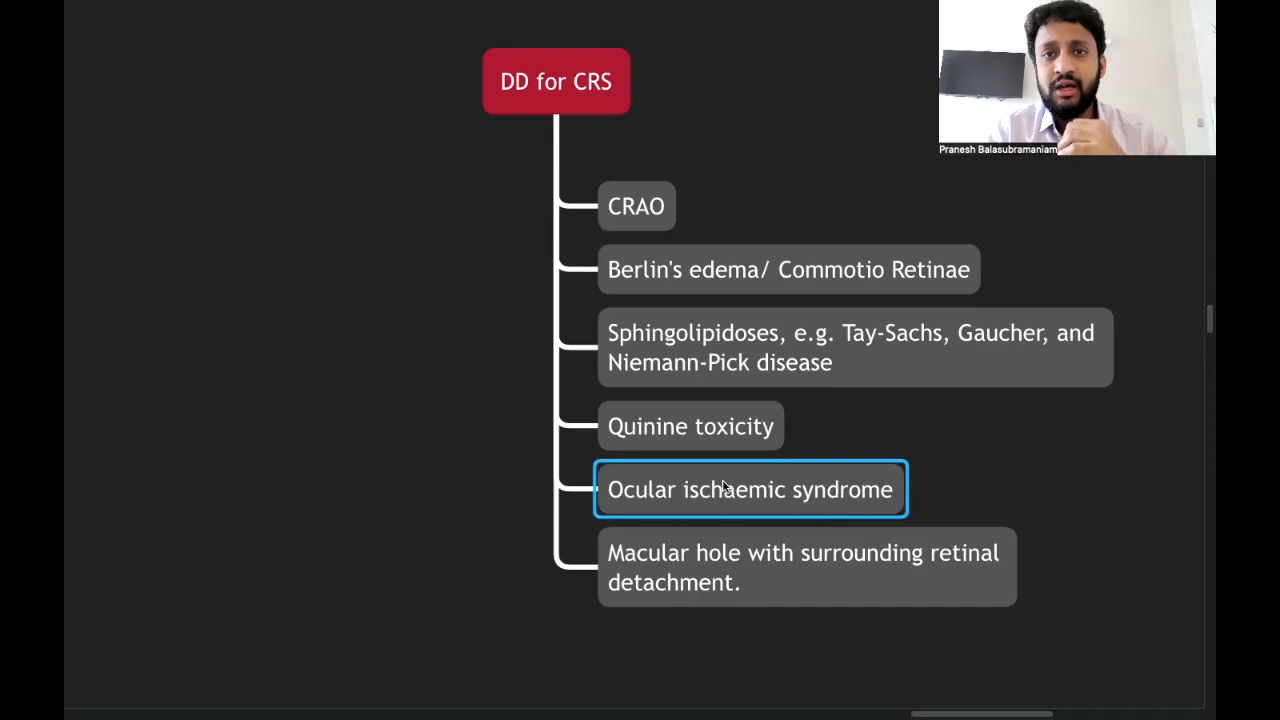 DD for CRS
Pranesh Balasubramaniam
CRAO
Berlin's edema/ Commotio Retinae
Sphingolipidoses, e.g. Tay-Sachs, Gaucher, and
Niemann-Pick disease
Quinine toxicity
Ocular ischaemic syndrome
Macular hole with surrounding retinal
detachment.